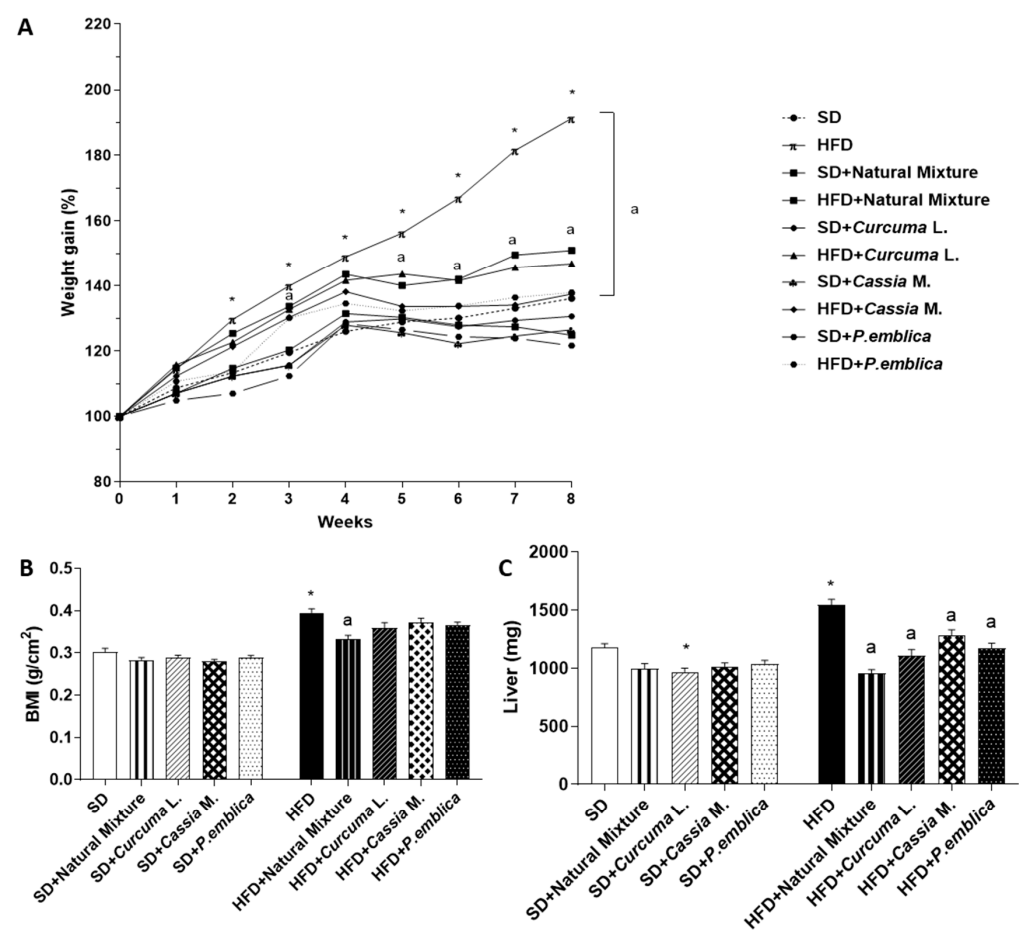 A
220
200
180
160
140
120
100
80
Weight gain (%)
* * * * * * *
a a a a a
a
0 1 2 3 4 5 6 7 8
Weeks
SD
HFD
SD+Natural Mixture
HFD+Natural Mixture
SD+Curcuma L.
HFD+Curcuma L.
SD+Cassia M.
HFD+Cassia M.
SD+P.emblica
HFD+P.emblica
B
0.5
0.4
0.3
0.2
0.1
0.0
BMI (g/cm²)
* a
SD
SD+Natural Mixture
SD+Curcuma L.
SD+Cassia M.
SD+P.emblica
HFD
HFD+Natural Mixture
HFD+Curcuma L.
HFD+Cassia M.
HFD+P.emblica
C
2000
1500
1000
500
0
Liver (mg)
* * a a a a
SD
SD+Natural Mixture
SD+Curcuma L.
SD+Cassia M.
SD+P.emblica
HFD
HFD+Natural Mixture
HFD+Curcuma L.
HFD+Cassia M.
HFD+P.emblica